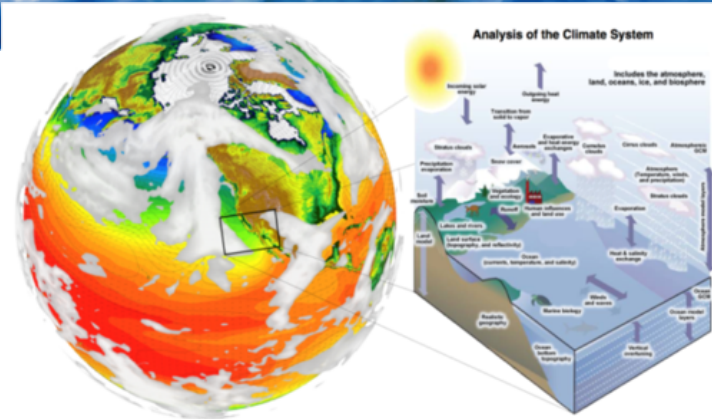 Analysis of the Climate System
Includes the atmosphere,
land, oceans, ice, and biosphere
Incoming solar
energy
Outgoing heat
energy
Transition from
solid to vapor
Stratus clouds
Aerosols
Evaporative
and heat energy
exchanges
Cumulus
clouds
Cirrus clouds
Atmospheric
GCM
Precipitation
evaporation
Snow cover
Atmosphere
(Temperature, winds,
and precipitation)
Stratus clouds
Atmosphere model layers
Soil
moisture
Vegetation
and ecology
Runoff
Human influences
and land use
Evaporation
Lakes and rivers
Land
model
Land surface
(topography, and reflectivity)
Ocean
(currents, temperature, and salinity)
Heat & salinity
exchange
Winds
and waves
Marine biology
Realistic
geography
Ocean
GCM
Ocean model
layers
Ocean
bottom
topography
Vertical
overturning